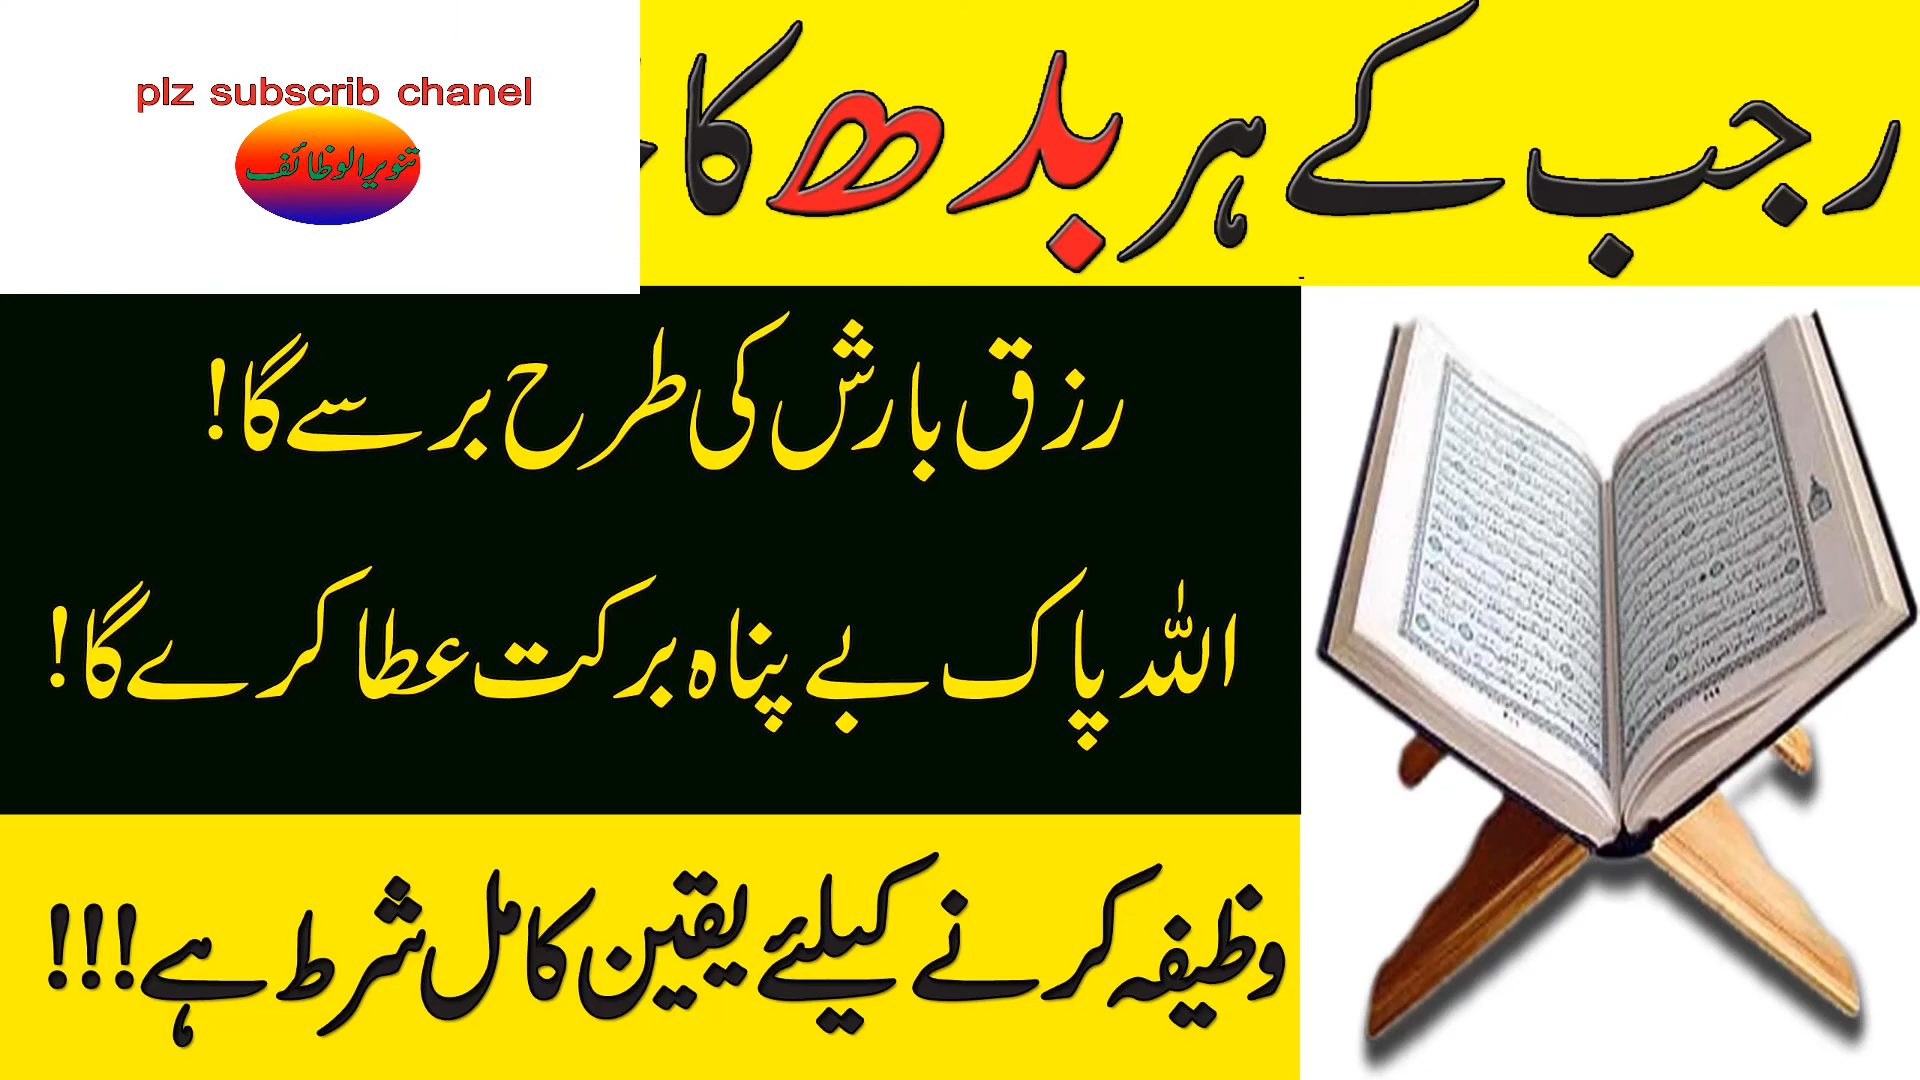 plz subscrib chanel
تنویرالوظائف
رجب کے ہر بدھ کا
رزق بارش کی طرح برسے گا!
اللہ پاک بے پناہ برکت عطا کرے گا!
وظیفہ کرنے کیلئے یقین کامل شرط ہے!!!